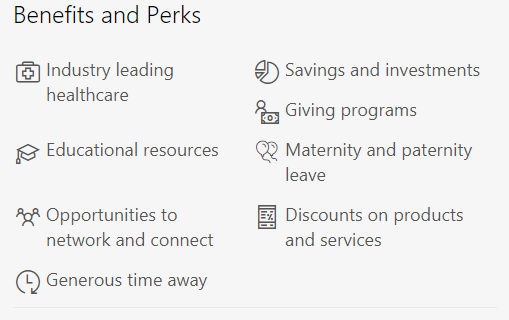 Benefits and Perks
Industry leading
healthcare
Savings and investments
Giving programs
Educational resources
Maternity and paternity
leave
Opportunities to
network and connect
Discounts on products
and services
Generous time away